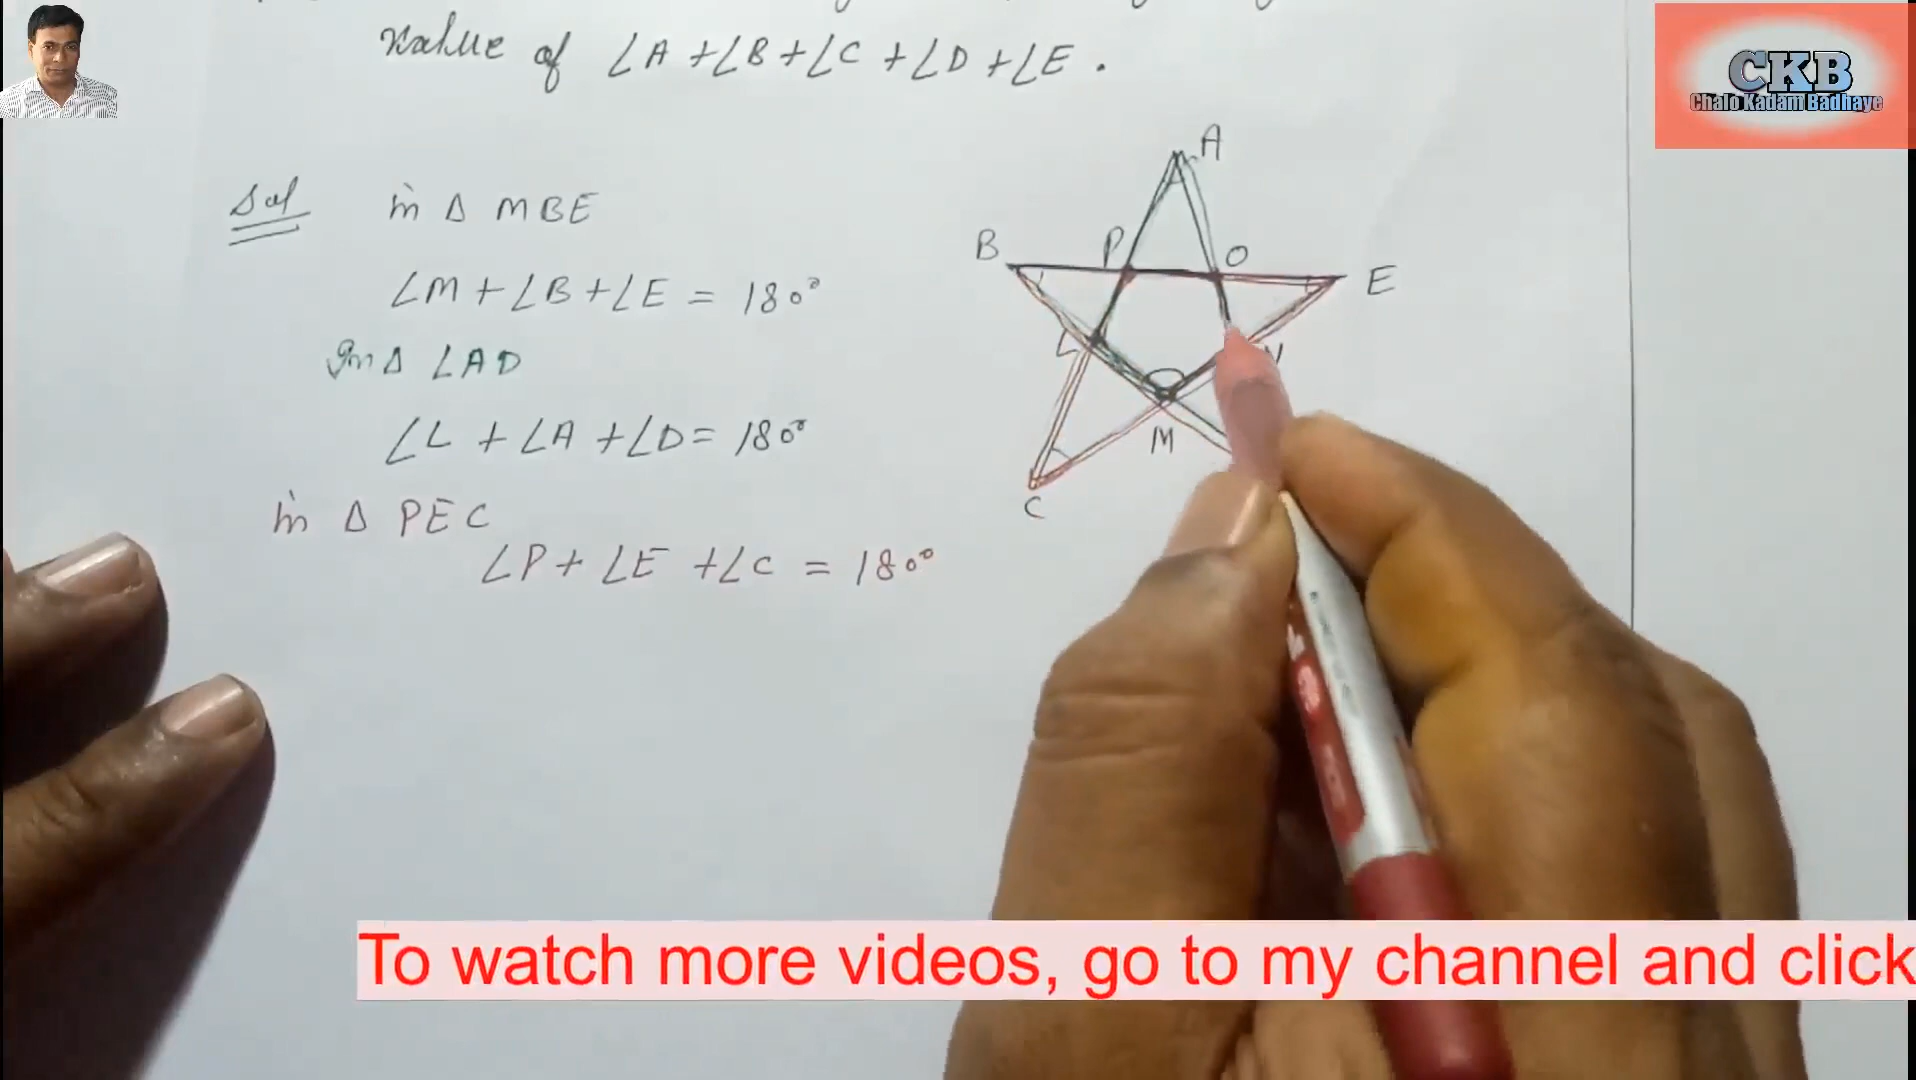 CKB
Chalo Kadam Badhaye
value of ∠A +∠B +∠C +∠D +∠E .
Sol in Δ MBE
∠M + ∠B + ∠E = 180°
In Δ LAD
∠L + ∠A + ∠D = 180°
in Δ PEC
∠P + ∠E + ∠C = 180°
A
B
P
O
E
L
M
C
To watch more videos, go to my channel and click